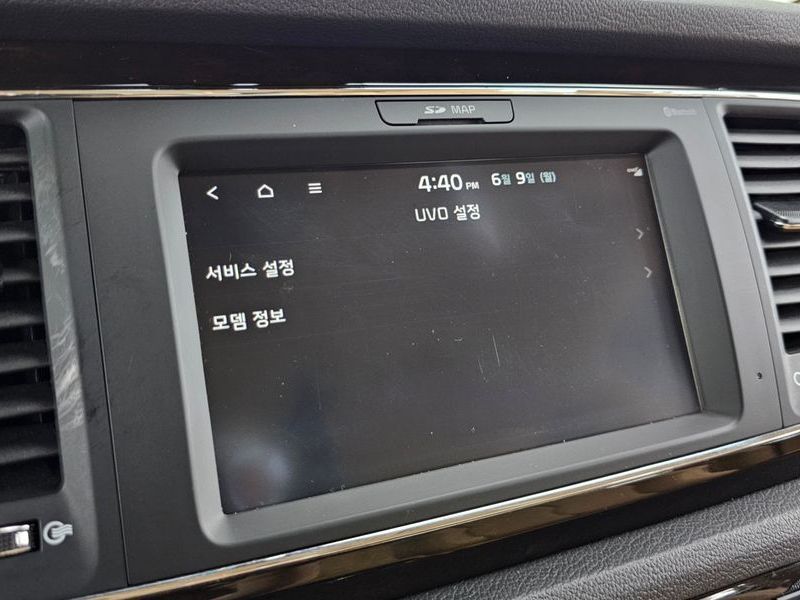 SD MAP
Bluetooth
4:40 PM 6월 9일 (월)
UVO 설정
서비스 설정
모뎀 정보